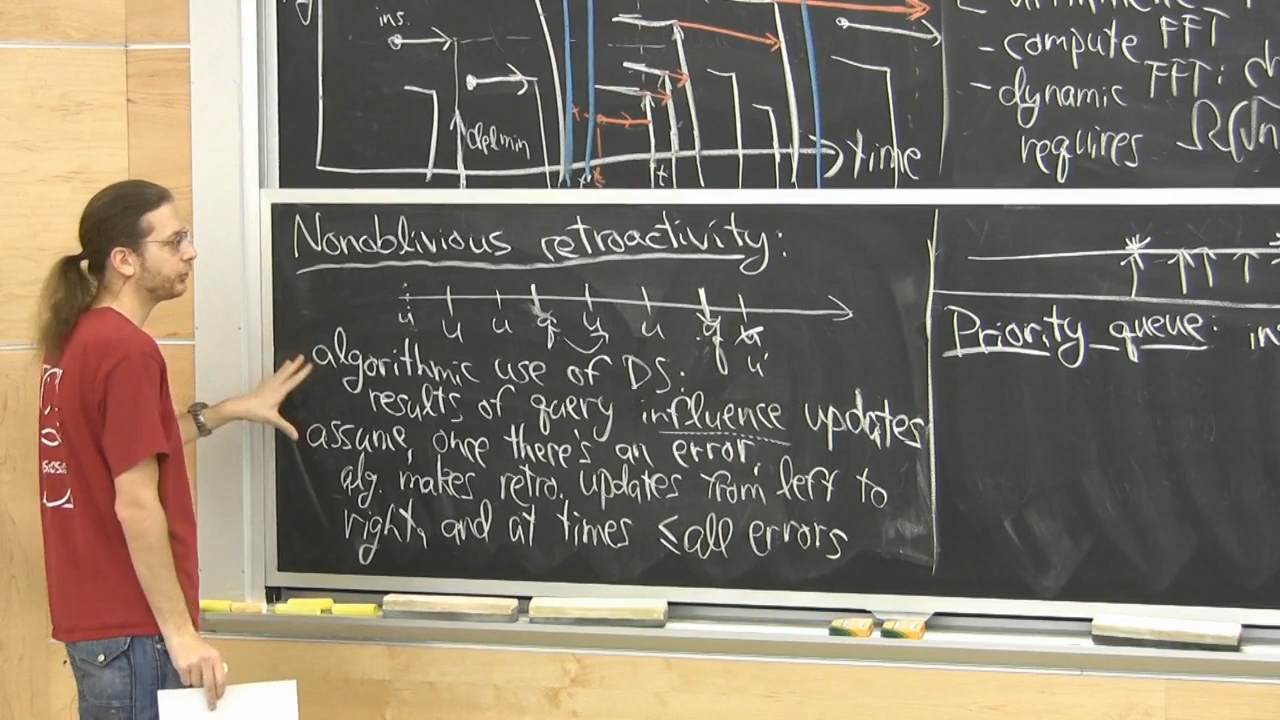 ins.
delmin
t
time
- compute FFT
- dynamic FFT:
requires Ω(√n
Nonoblivious retroactivity:
u u u q u u q
u'
algorithmic use of DS:
results of query influence updates
assume, once there's an error,
alg. makes retro. updates from left to
right, and at times ≤ all errors
Priority queue: in